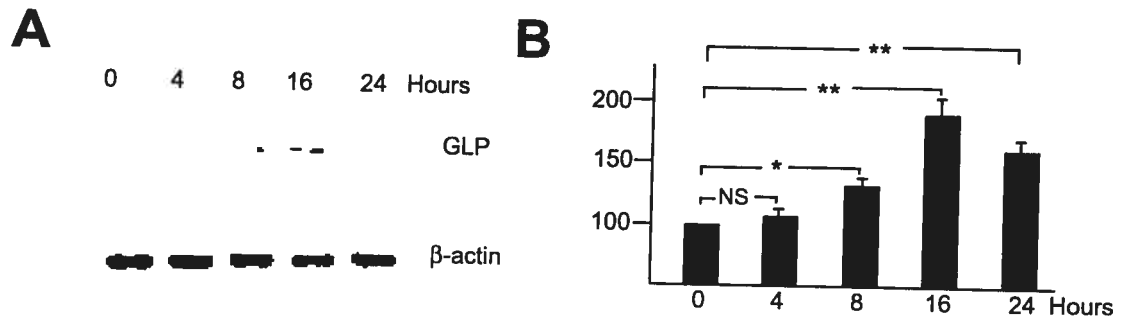 A
0 4 8 16 24 Hours
GLP
β-actin
B
**
**
*
NS
200
150
100
0 4 8 16 24 Hours